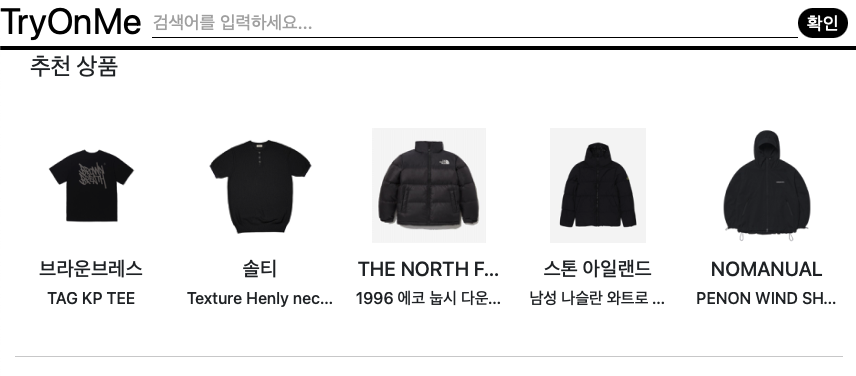 TryOnMe
검색어를 입력하세요...
확인
추천 상품
브라운브레스
TAG KP TEE
솔티
Texture Henly nec...
THE NORTH F...
1996 에코 눕시 다운...
스톤 아일랜드
남성 나슬란 와트로 ...
NOMANUAL
PENON WIND SH...